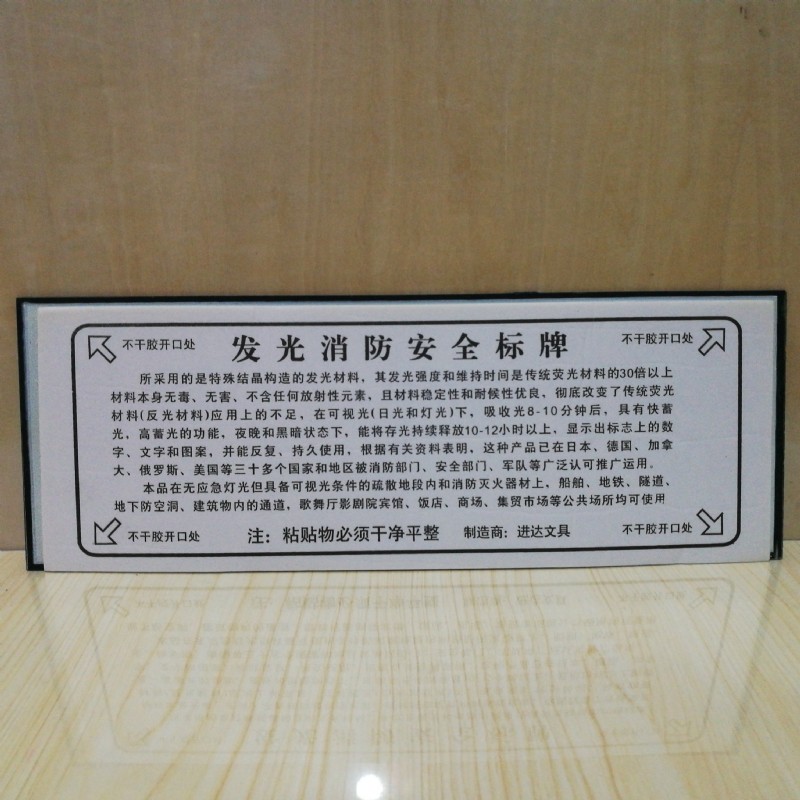 不干胶开口处 发光消防安全标牌 不干胶开口处
所采用的是特殊结晶构造的发光材料，其发光强度和维持时间是传统荧光材料的30倍以上
材料本身无毒、无害、不含任何放射性元素，且材料稳定性和耐候性优良，彻底改变了传统荧光
材料(反光材料)应用上的不足，在可视光(日光和灯光)下，吸收光8-10分钟后，具有快蓄
光，高蓄光的功能，夜晚和黑暗状态下，能将存光持续释放10-12小时以上，显示出标志上的数
字、文字和图案，并能反复、持久使用，根据有关资料表明，这种产品已在日本、德国、加拿
大、俄罗斯、美国等三十多个国家和地区被消防部门、安全部门、军队等广泛认可推广运用。
本品在无应急灯光但具备可视光条件的疏散地段内和消防灭火器材上，船舶、地铁、隧道、
地下防空洞、建筑物内的通道，歌舞厅影剧院宾馆、饭店、商场、集贸市场等公共场所均可使用
不干胶开口处 注：粘贴物必须干净平整 制造商：进达文具 不干胶开口处